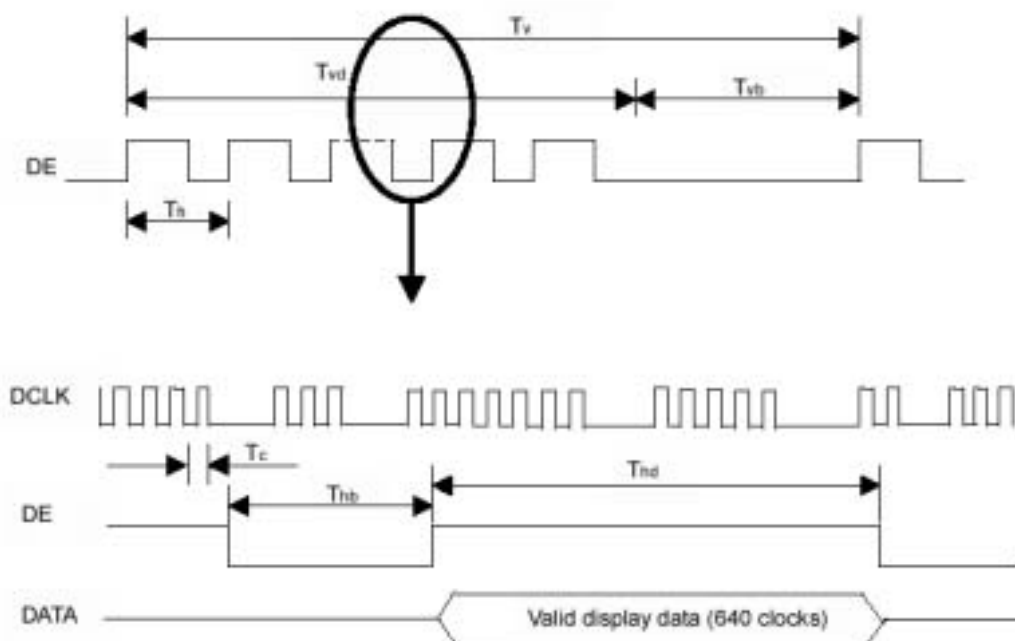 Tv
Tvd
Tvb
DE
Th
DCLK
Tc
Thb
Thd
DE
DATA
Valid display data (640 clocks)